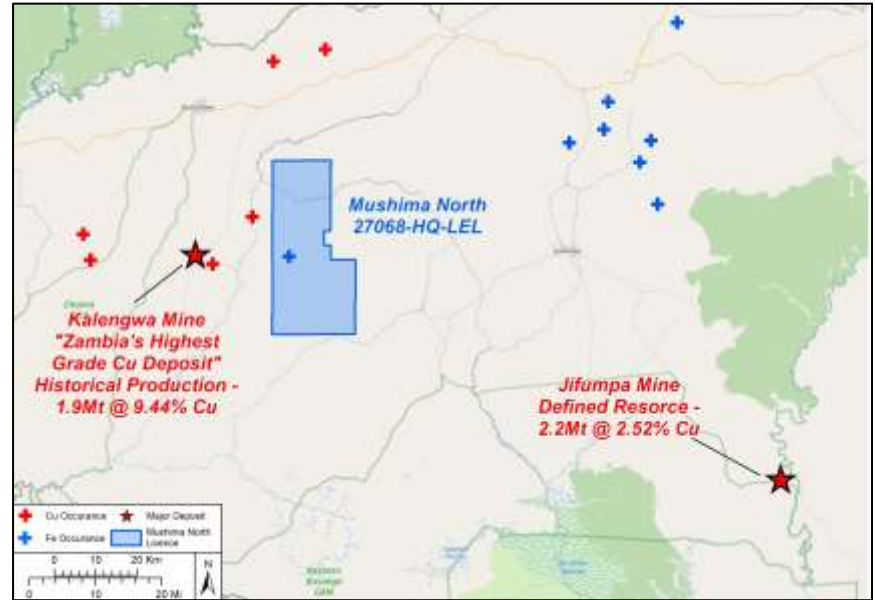 Mushima North
27068-HQ-LEL
Kalengwa Mine
"Zambia's Highest
Grade Cu Deposit"
Historical Production -
1.9Mt @ 9.44% Cu
Jifumpa Mine
Defined Resorce -
2.2Mt @ 2.52% Cu
Cu Occurance
Major Deposit
Fe Occurance
Mushima North
Licence
0 10 20 Km
0 10 20 Mi
N